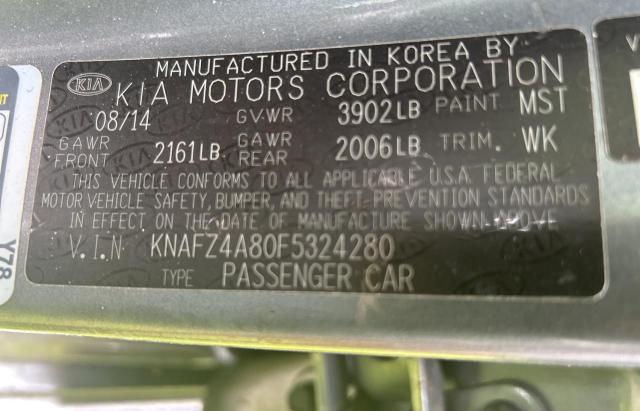 MANUFACTURED IN KOREA BY
KIA KIA MOTORS CORPORATION
08/14 GVWR 3902LB PAINT MST
GAWR FRONT 2161LB GAWR REAR 2006LB TRIM. WK
THIS VEHICLE CONFORMS TO ALL APPLICABLE U.S.A. FEDERAL
MOTOR VEHICLE SAFETY, BUMPER, AND THEFT PREVENTION STANDARDS
IN EFFECT ON THE DATE OF MANUFACTURE SHOWN ABOVE
V.I.N KNAFZ4A80F5324280
TYPE PASSENGER CAR
Y78